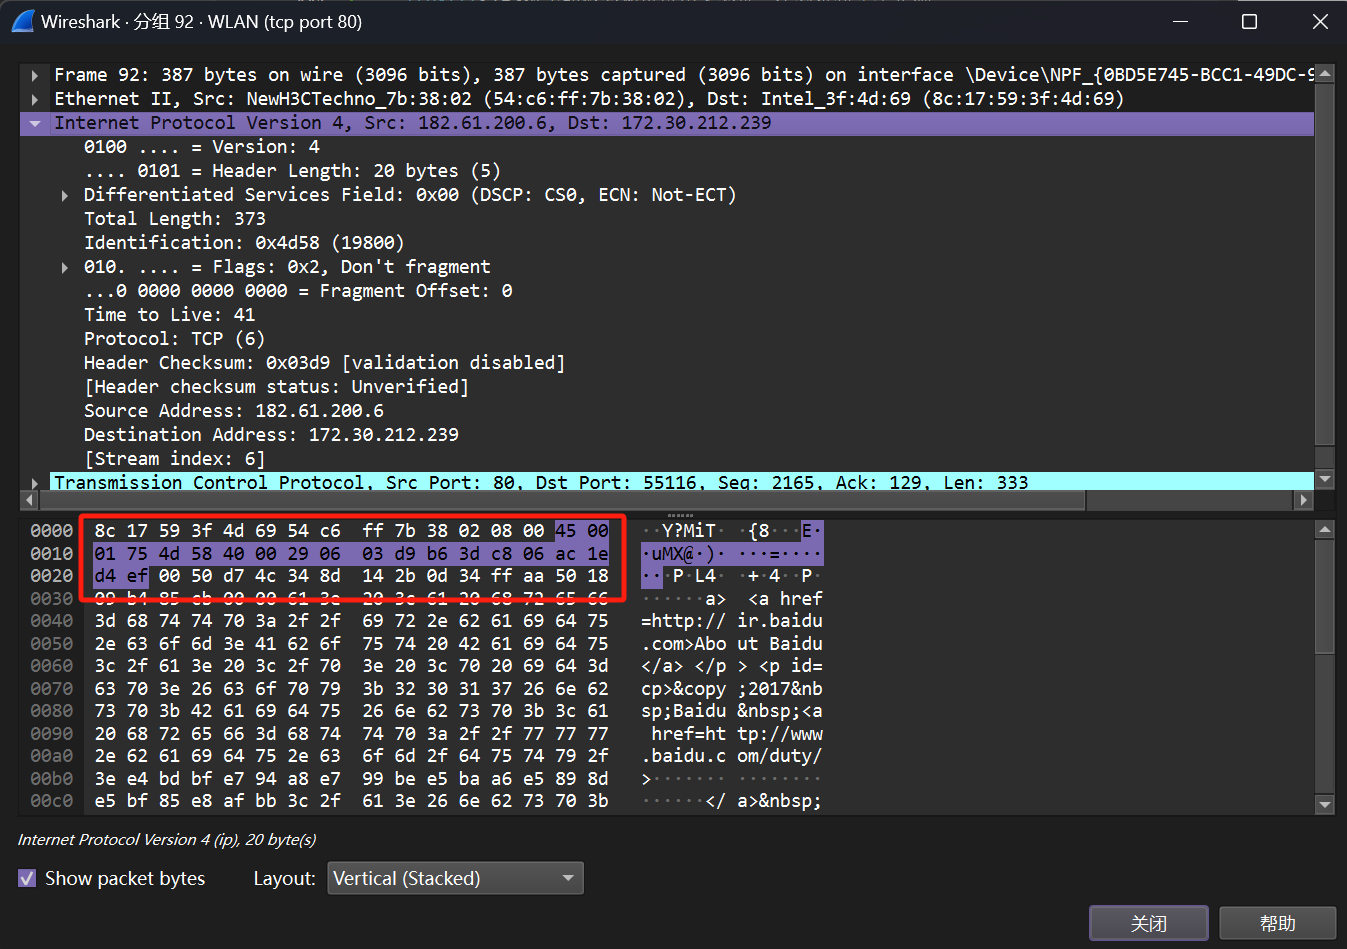 Wireshark · 分组 92 · WLAN (tcp port 80)
Frame 92: 387 bytes on wire (3096 bits), 387 bytes captured (3096 bits) on interface \Device\NPF_{0BD5E745-BCC1-49DC-9
Ethernet II, Src: NewH3CTechno_7b:38:02 (54:c6:ff:7b:38:02), Dst: Intel_3f:4d:69 (8c:17:59:3f:4d:69)
Internet Protocol Version 4, Src: 182.61.200.6, Dst: 172.30.212.239
0100 .... = Version: 4
.... 0101 = Header Length: 20 bytes (5)
Differentiated Services Field: 0x00 (DSCP: CS0, ECN: Not-ECT)
Total Length: 373
Identification: 0x4d58 (19800)
010. .... = Flags: 0x2, Don't fragment
...0 0000 0000 0000 = Fragment Offset: 0
Time to Live: 41
Protocol: TCP (6)
Header Checksum: 0x03d9 [validation disabled]
[Header checksum status: Unverified]
Source Address: 182.61.200.6
Destination Address: 172.30.212.239
[Stream index: 6]
Transmission Control Protocol, Src Port: 80, Dst Port: 55116, Seq: 2165, Ack: 129, Len: 333
0000 8c 17 59 3f 4d 69 54 c6 ff 7b 38 02 08 00 45 00 ··Y?MiT· ·{8···E·
0010 01 75 4d 58 40 00 29 06 03 d9 b6 3d c8 06 ac 1e ·uMX@·)· ···=····
0020 d4 ef 00 50 d7 4c 34 8d 14 2b 0d 34 ff aa 50 18 ···P·L4· ·+·4··P·
0030 09 b4 85 cb 00 00 61 3e 20 3c 61 20 68 72 65 66 ······a>  <a href
0040 3d 68 74 74 70 3a 2f 2f 69 72 2e 62 61 69 64 75 =http:// ir.baidu
0050 2e 63 6f 6d 3e 41 62 6f 75 74 20 42 61 69 64 75 .com>Abo ut Baidu
0060 3c 2f 61 3e 20 3c 2f 70 3e 20 3c 70 20 69 64 3d </a> </p > <p id=
0070 63 70 3e 26 63 6f 70 79 3b 32 30 31 37 26 6e 62 cp>&copy ;2017&nb
0080 73 70 3b 42 61 69 64 75 26 6e 62 73 70 3b 3c 61 sp;Baidu &nbsp;<a
0090 20 68 72 65 66 3d 68 74 74 70 3a 2f 2f 77 77 77  href=ht tp://www
00a0 2e 62 61 69 64 75 2e 63 6f 6d 2f 64 75 74 79 2f .baidu.c om/duty/
00b0 3e e4 bd bf e7 94 a8 e7 99 be e5 ba a6 e5 89 8d >······· ········
00c0 e5 bf 85 e8 af bb 3c 2f 61 3e 26 6e 62 73 70 3b ······</ a>&nbsp;
Internet Protocol Version 4 (ip), 20 byte(s)
Show packet bytes Layout: Vertical (Stacked)
关闭 帮助